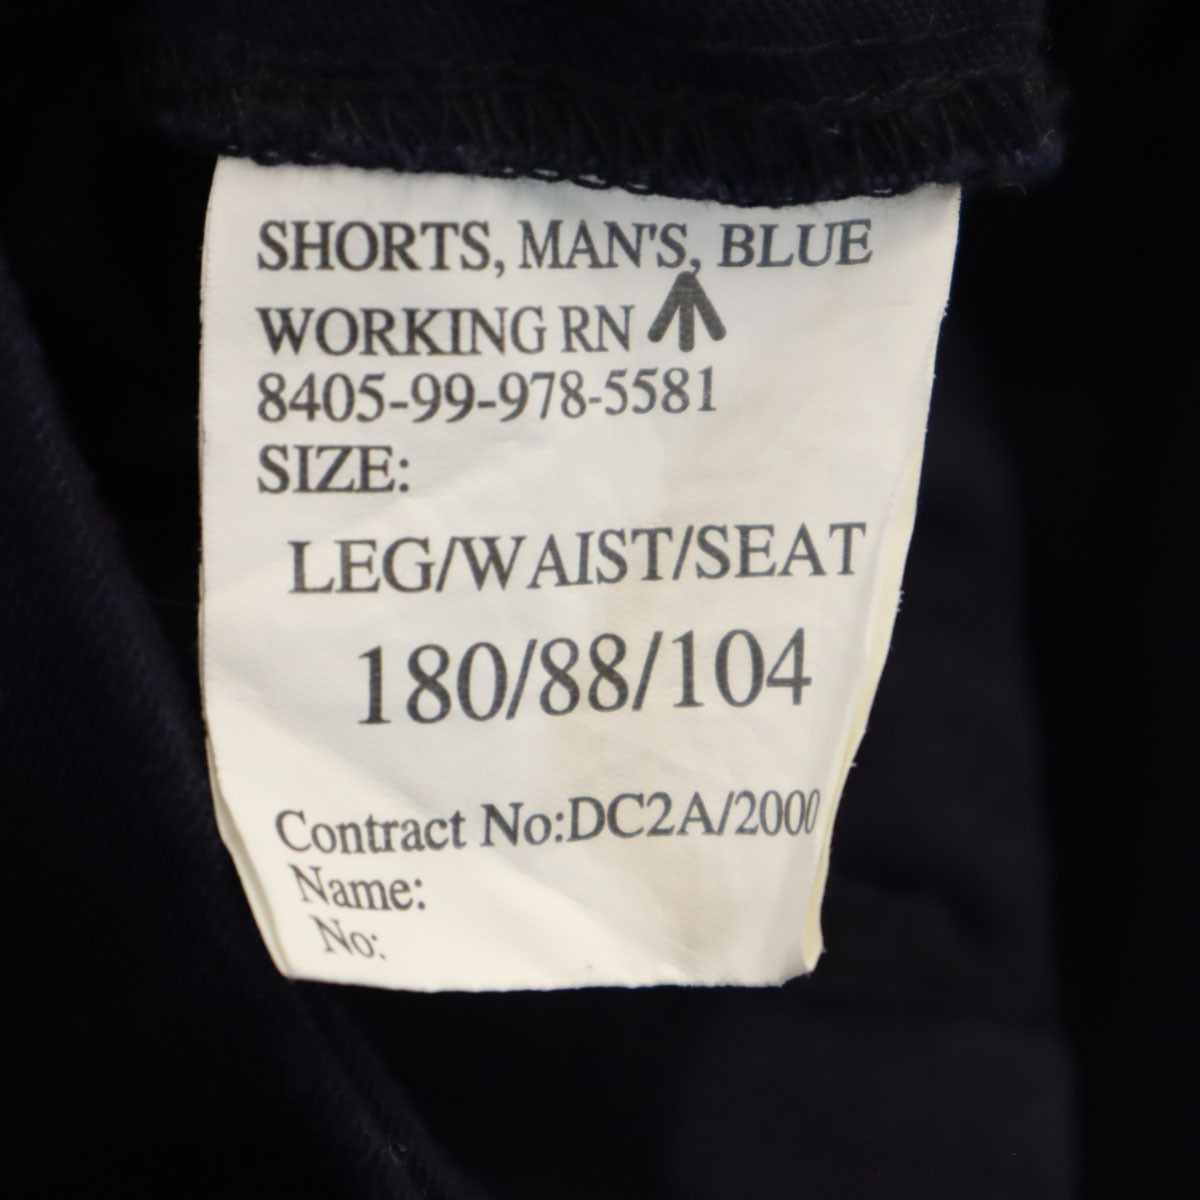 SHORTS, MAN'S, BLUE
WORKING RN
8405-99-978-5581
SIZE:
LEG/WAIST/SEAT
180/88/104
Contract No:DC2A/2000
Name:
No: